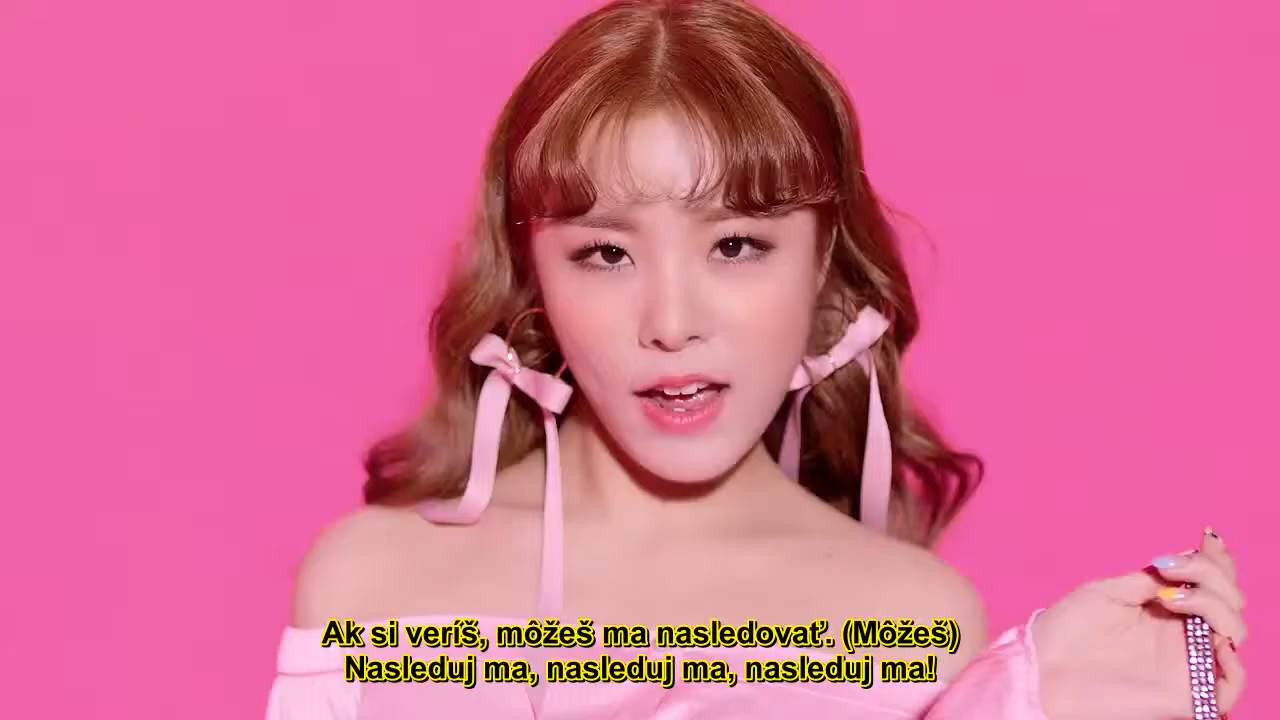 Ak si veríš, môžeš ma nasledovať. (Môžeš)
Nasleduj ma, nasleduj ma, nasleduj ma!